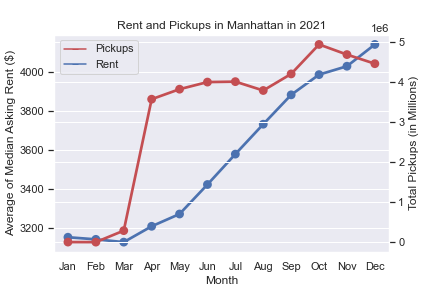 Rent and Pickups in Manhattan in 2021
1e6
Pickups
Rent
Average of Median Asking Rent ($)
4000
3800
3600
3400
3200
Total Pickups (in Millions)
5
4
3
2
1
0
Jan Feb Mar Apr May Jun Jul Aug Sep Oct Nov Dec
Month